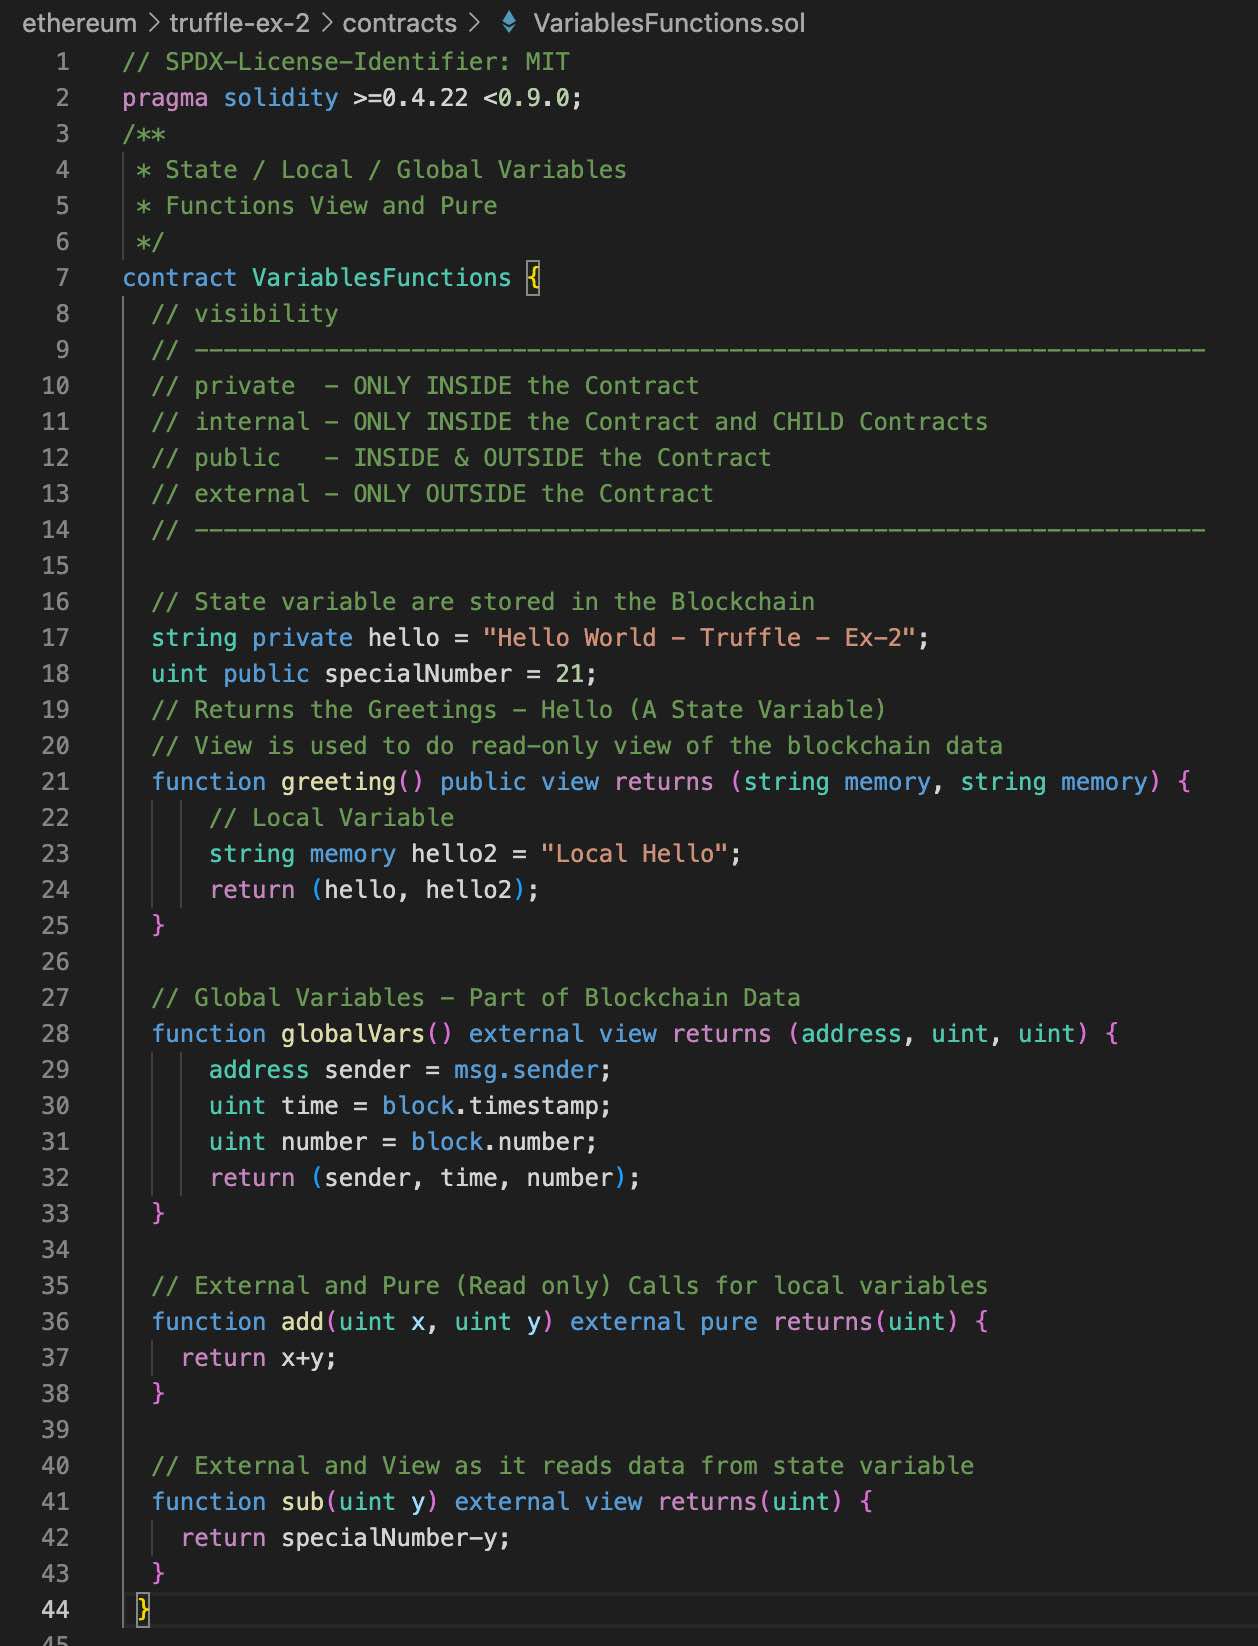 ethereum > truffle-ex-2 > contracts > VariablesFunctions.sol
1 // SPDX-License-Identifier: MIT
2 pragma solidity >=0.4.22 <0.9.0;
3 /**
4 * State / Local / Global Variables
5 * Functions View and Pure
6 */
7 contract VariablesFunctions {
8 // visibility
9 // ----------------------------------------------------------------------
10 // private  - ONLY INSIDE the Contract
11 // internal - ONLY INSIDE the Contract and CHILD Contracts
12 // public   - INSIDE & OUTSIDE the Contract
13 // external - ONLY OUTSIDE the Contract
14 // ----------------------------------------------------------------------
15
16 // State variable are stored in the Blockchain
17 string private hello = "Hello World - Truffle - Ex-2";
18 uint public specialNumber = 21;
19 // Returns the Greetings - Hello (A State Variable)
20 // View is used to do read-only view of the blockchain data
21 function greeting() public view returns (string memory, string memory) {
22 // Local Variable
23 string memory hello2 = "Local Hello";
24 return (hello, hello2);
25 }
26
27 // Global Variables - Part of Blockchain Data
28 function globalVars() external view returns (address, uint, uint) {
29 address sender = msg.sender;
30 uint time = block.timestamp;
31 uint number = block.number;
32 return (sender, time, number);
33 }
34
35 // External and Pure (Read only) Calls for local variables
36 function add(uint x, uint y) external pure returns(uint) {
37 return x+y;
38 }
39
40 // External and View as it reads data from state variable
41 function sub(uint y) external view returns(uint) {
42 return specialNumber-y;
43 }
44 }
45